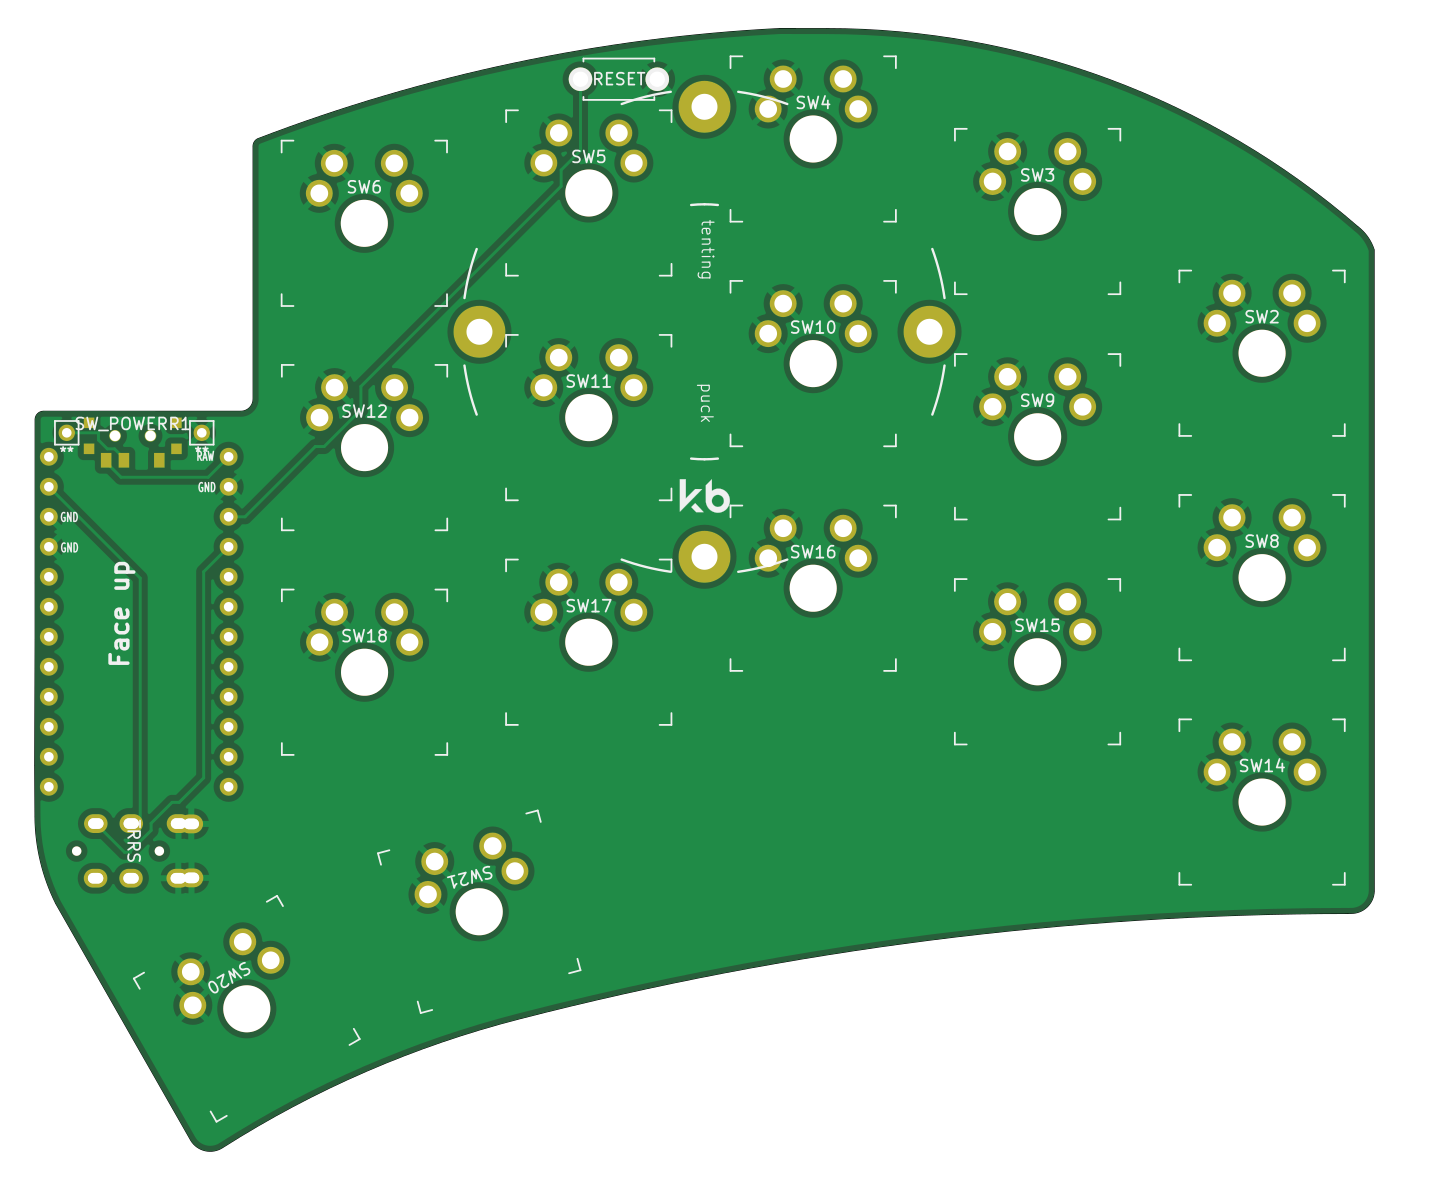 RESET
SW4
SW5
SW3
SW6
tenting
SW2
SW10
SW11
SW9
SW12
puck
SW_POWERR1
**
**
RAW
GND
kb
GND
GND
SW8
SW16
Face up
SW17
SW15
SW18
SW14
TRRS
SW21
SW20